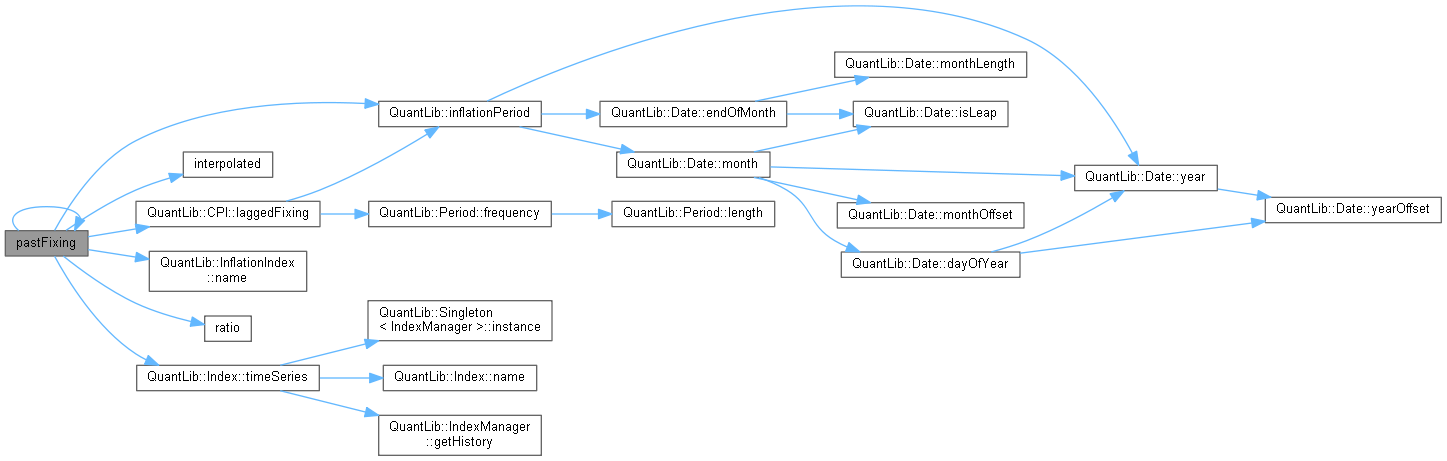 pastFixing
QuantLib::inflationPeriod
interpolated
QuantLib::CPI::laggedFixing
QuantLib::InflationIndex
::name
ratio
QuantLib::Index::timeSeries
QuantLib::Period::frequency
QuantLib::Singleton
< IndexManager >::instance
QuantLib::Index::name
QuantLib::IndexManager
::getHistory
QuantLib::Date::endOfMonth
QuantLib::Date::month
QuantLib::Period::length
QuantLib::Date::monthLength
QuantLib::Date::isLeap
QuantLib::Date::monthOffset
QuantLib::Date::dayOfYear
QuantLib::Date::year
QuantLib::Date::yearOffset